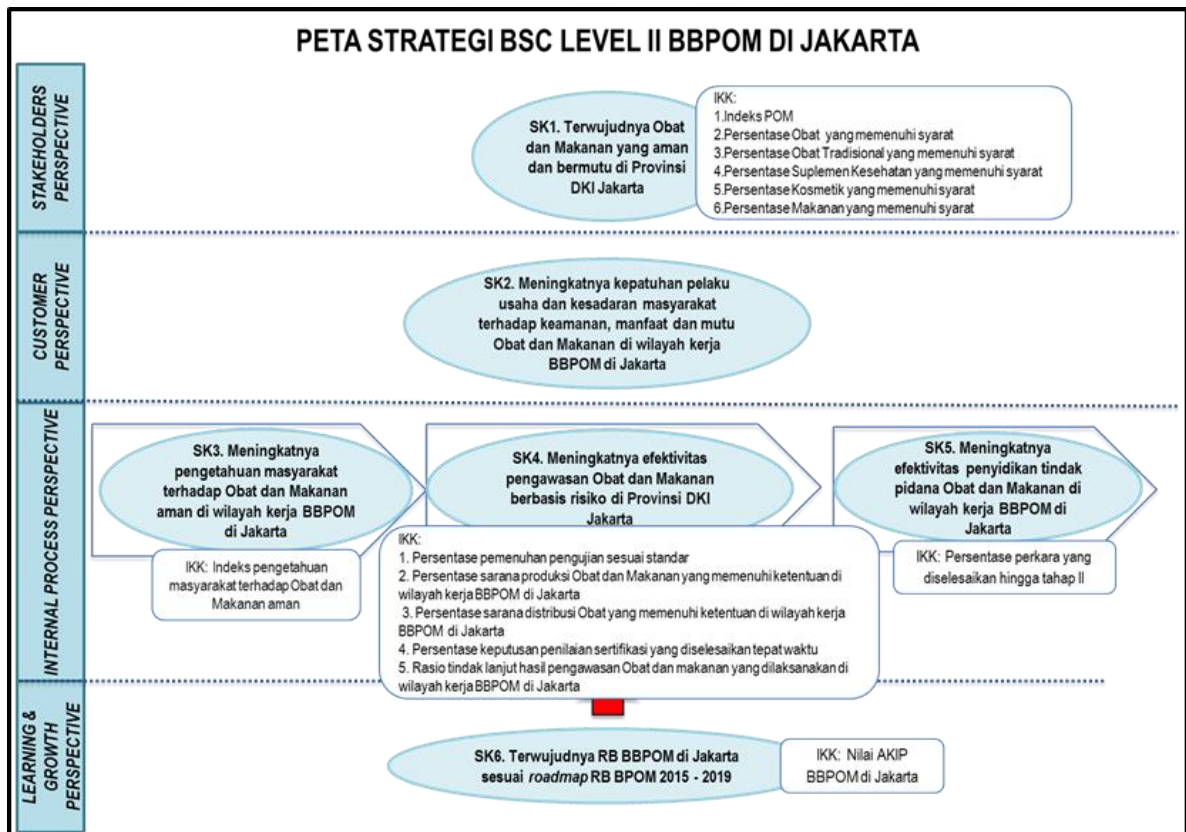 PETA STRATEGI BSC LEVEL II BBPOM DI JAKARTA
STAKEHOLDERS
PERSPECTIVE
SK1. Terwujudnya Obat
dan Makanan yang aman
dan bermutu di Provinsi
DKI Jakarta
IKK:
1.Indeks POM
2.Persentase Obat yang memenuhi syarat
3.Persentase Obat Tradisional yang memenuhi syarat
4.Persentase Suplemen Kesehatan yang memenuhi syarat
5.Persentase Kosmetik yang memenuhi syarat
6.Persentase Makanan yang memenuhi syarat
CUSTOMER
PERSPECTIVE
SK2. Meningkatnya kepatuhan pelaku
usaha dan kesadaran masyarakat
terhadap keamanan, manfaat dan mutu
Obat dan Makanan di wilayah kerja
BBPOM di Jakarta
INTERNAL PROCESS PERSPECTIVE
SK3. Meningkatnya
pengetahuan masyarakat
terhadap Obat dan Makanan
aman di wilayah kerja BBPOM
di Jakarta
IKK: Indeks pengetahuan
masyarakat terhadap Obat dan
Makanan aman
SK4. Meningkatnya efektivitas
pengawasan Obat dan Makanan
berbasis risiko di Provinsi DKI
Jakarta
IKK:
1. Persentase pemenuhan pengujian sesuai standar
2. Persentase sarana produksi Obat dan Makanan yang memenuhi ketentuan di
wilayah kerja BBPOM di Jakarta
3. Persentase sarana distribusi Obat yang memenuhi ketentuan di wilayah kerja
BBPOM di Jakarta
4. Persentase keputusan penilaian sertifikasi yang diselesaikan tepat waktu
5. Rasio tindak lanjut hasil pengawasan Obat dan makanan yang dilaksanakan di
wilayah kerja BBPOM di Jakarta
SK5. Meningkatnya
efektivitas penyidikan tindak
pidana Obat dan Makanan di
wilayah kerja BBPOM di
Jakarta
IKK: Persentase perkara yang
diselesaikan hingga tahap II
LEARNING &
GROWTH
PERSPECTIVE
SK6. Terwujudnya RB BBPOM di Jakarta
sesuai roadmap RB BPOM 2015 - 2019
IKK: Nilai AKIP
BBPOM di Jakarta